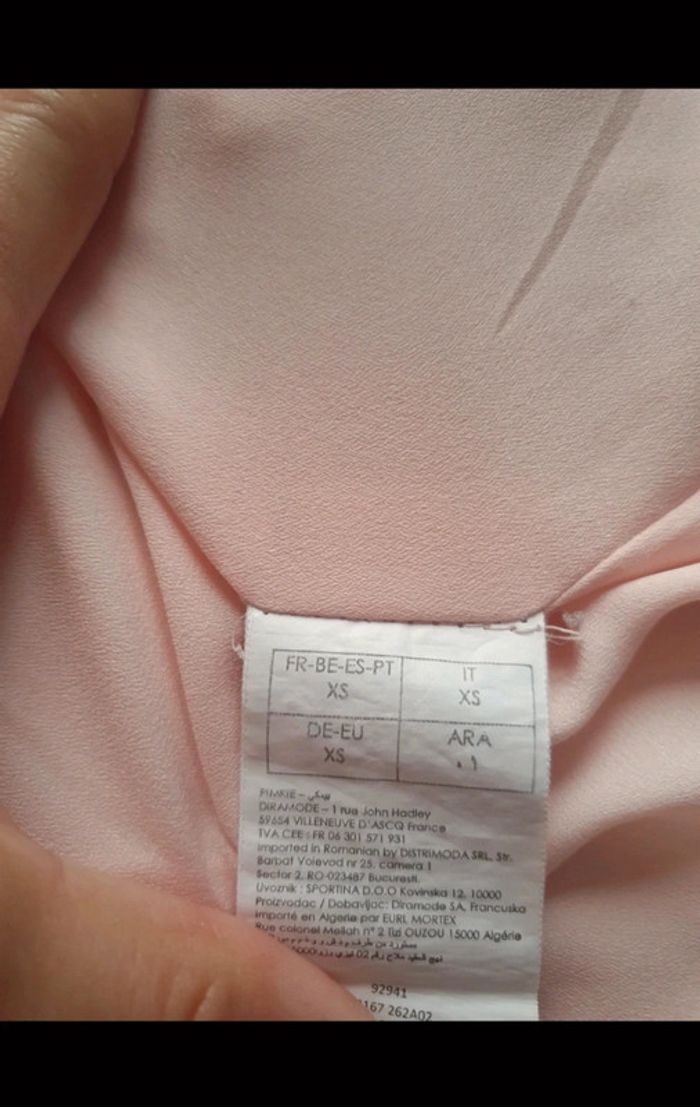 FR-BE-ES-PT
XS
IT
XS
DE-EU
XS
ARA
٠١
PIMKIE - بيمكي
DIRAMODE - 1 rue John Hadley
59654 VILLENEUVE D'ASCQ France
TVA CEE : FR 06 301 571 931
Imported in Romanian by DISTRIMODA SRL, Str.
Barbat Voievod nr 25, camera 1
Sector 2, RO-023487 Bucuresti.
Uvoznik : SPORTINA D.O.O Kovinska 12, 10000
Proizvodac / Dobavljac: Diramode SA, Francuska
Importé en Algerie par EURL MORTEX
Rue colonel Mellah n° 2 Tizi OUZOU 15000 Algérie
92941
167 262A02